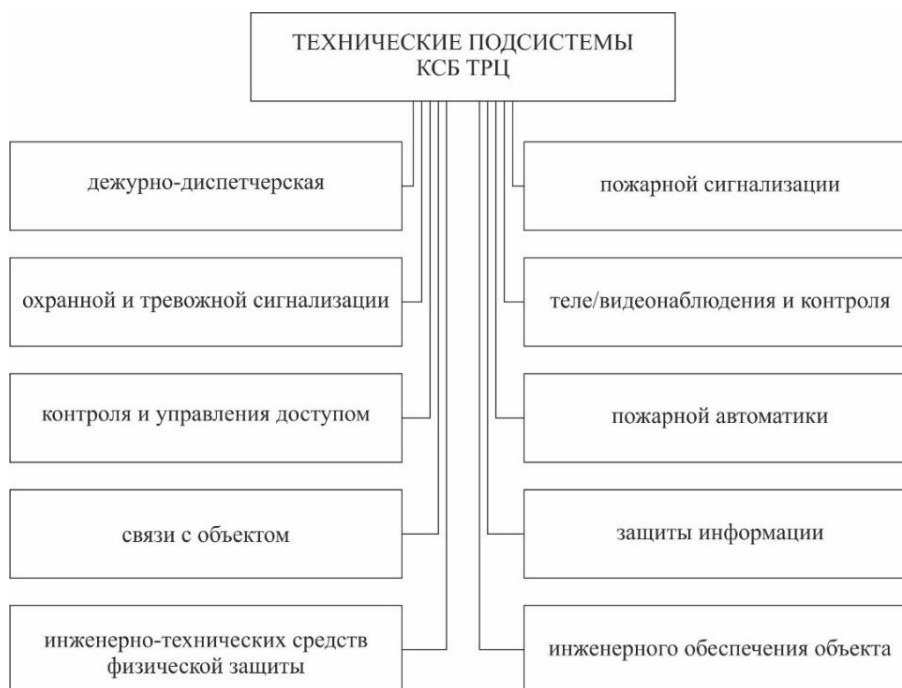 ТЕХНИЧЕСКИЕ ПОДСИСТЕМЫ
КСБ ТРЦ
дежурно-диспетчерская
пожарной сигнализации
охранной и тревожной сигнализации
теле/видеонаблюдения и контроля
контроля и управления доступом
пожарной автоматики
связи с объектом
защиты информации
инженерно-технических средств
физической защиты
инженерного обеспечения объекта